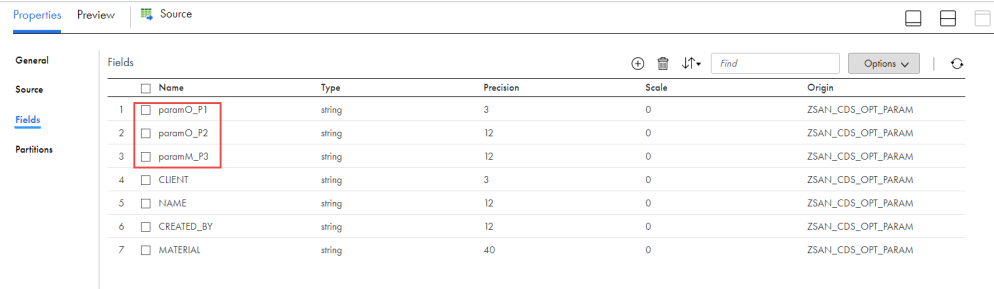 Properties Preview Source
General
Source
Fields
Partitions
Fields Find Options
Name Type Precision Scale Origin
1 paramO_P1 string 3 0 ZSAN_CDS_OPT_PARAM
2 paramO_P2 string 12 0 ZSAN_CDS_OPT_PARAM
3 paramM_P3 string 12 0 ZSAN_CDS_OPT_PARAM
4 CLIENT string 3 0 ZSAN_CDS_OPT_PARAM
5 NAME string 12 0 ZSAN_CDS_OPT_PARAM
6 CREATED_BY string 12 0 ZSAN_CDS_OPT_PARAM
7 MATERIAL string 40 0 ZSAN_CDS_OPT_PARAM